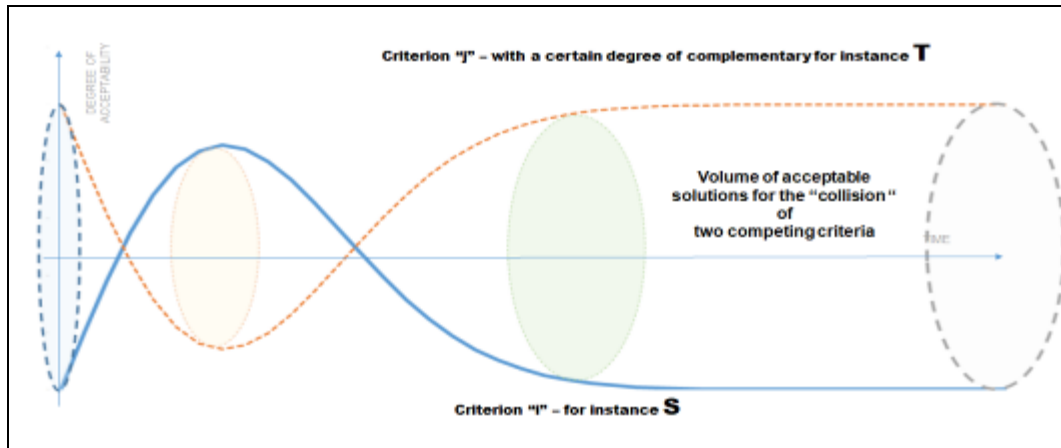 DEGREE OF
ACCEPTABILITY
Criterion "j" – with a certain degree of complementary for instance T
Volume of acceptable
solutions for the "collision"
of
two competing criteria
TIME
Criterion "i" – for instance S